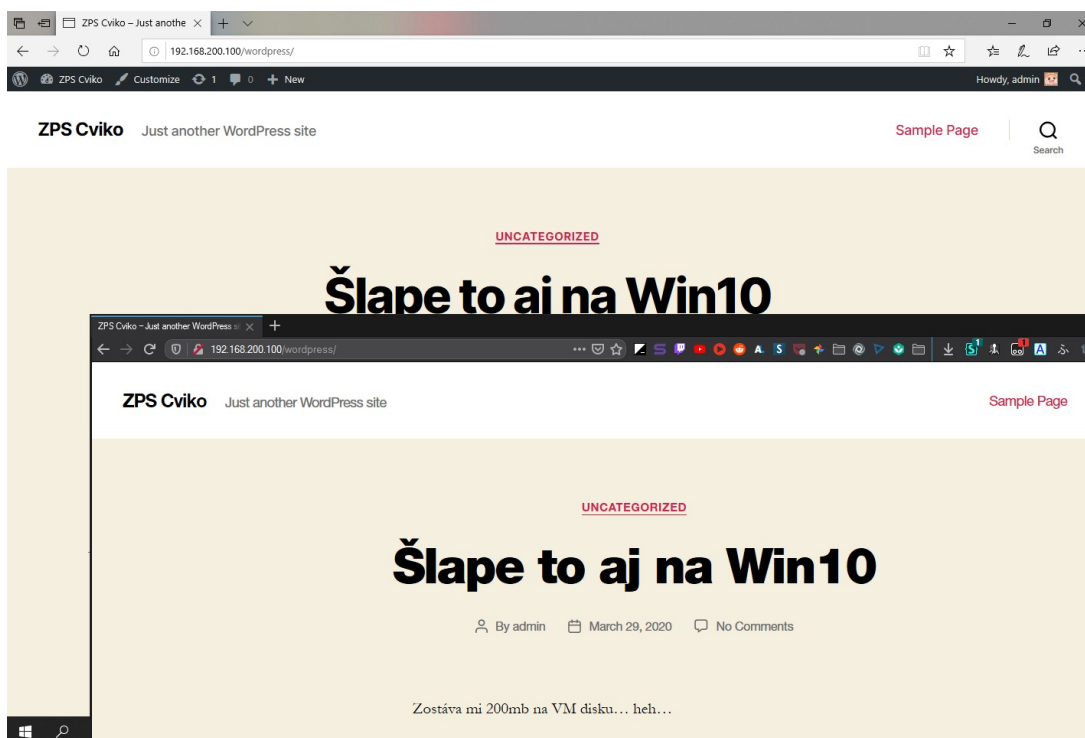 ZPS Cviko – Just anothe
192.168.200.100/wordpress/
ZPS Cviko Customize 1 0 New
Howdy, admin
ZPS Cviko Just another WordPress site
Sample Page
Search
UNCATEGORIZED
Šlape to aj na Win10
ZPS Cviko – Just another WordPress si
192.168.200.100/wordpress/
ZPS Cviko Just another WordPress site
Sample Page
UNCATEGORIZED
Šlape to aj na Win10
By admin March 29, 2020 No Comments
Zostáva mi 200mb na VM disku... heh...